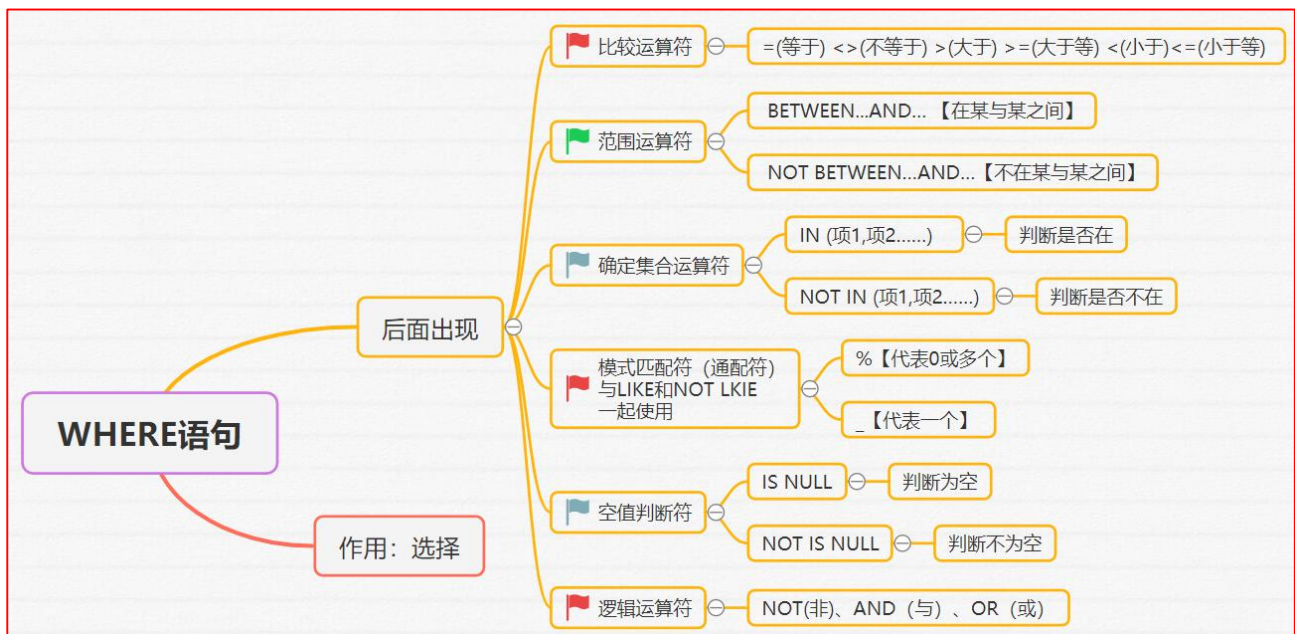 WHERE语句
后面出现
比较运算符
=(等于) <>(不等于) >(大于) >=(大于等) <(小于)<=(小于等)
范围运算符
BETWEEN...AND... 【在某与某之间】
NOT BETWEEN...AND...【不在某与某之间】
确定集合运算符
IN (项1,项2......)
判断是否在
NOT IN (项1,项2......)
判断是否不在
模式匹配符（通配符）
与LIKE和NOT LKIE
一起使用
%【代表0或多个】
_【代表一个】
空值判断符
IS NULL
判断为空
NOT IS NULL
判断不为空
逻辑运算符
NOT(非)、AND（与）、OR（或）
作用：选择